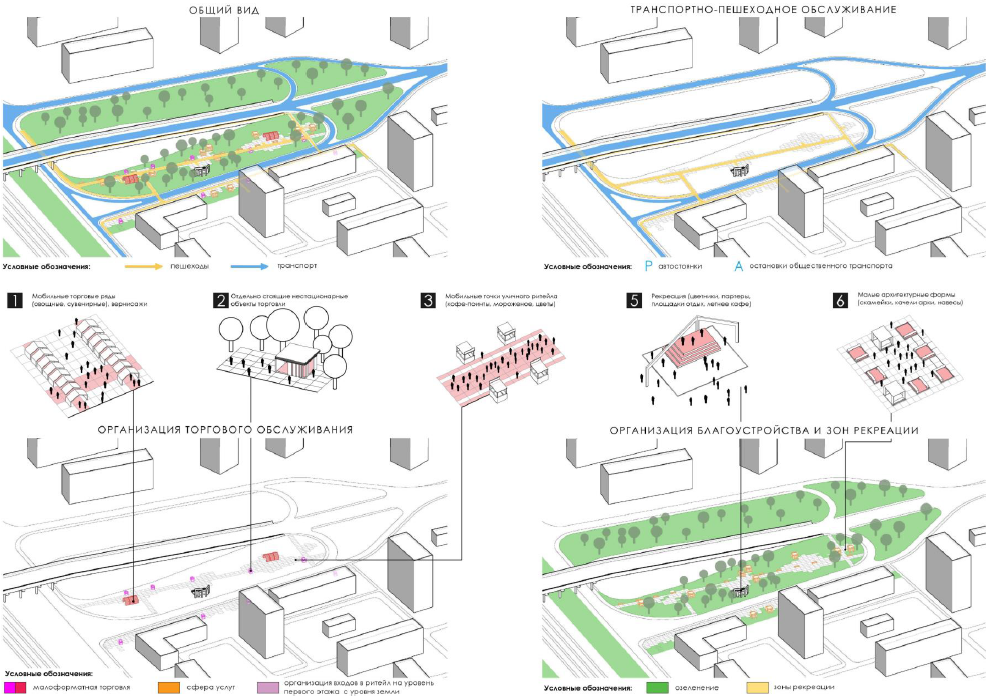 ОБЩИЙ ВИД
ТРАНСПОРТНО-ПЕШЕХОДНОЕ ОБСЛУЖИВАНИЕ
Условные обозначения:
пешеходы
транспорт
Условные обозначения:
P автостоянки
A остановки общественного транспорта
1
Мобильные торговые ряды
(овощные, сувенирные), вернисажи
2
Отдельно стоящие нестационарные
объекты торговли
3
Мобильные точки уличного ритейла
(кофе-пойнты, мороженое, цветы)
5
Рекреация (цветники, партеры,
площадки отдых, летнее кафе)
6
Малые архитектурные формы
(скамейки, качели арки, навесы)
ОРГАНИЗАЦИЯ ТОРГОВОГО ОБСЛУЖИВАНИЯ
ОРГАНИЗАЦИЯ БЛАГОУСТРОЙСТВА И ЗОН РЕКРЕАЦИИ
Условные обозначения:
малоформатная торговля
сфера услуг
организация входов в ритейл на уровень
первого этажа с уровня земли
Условные обозначения:
озеленение
зоны рекреации